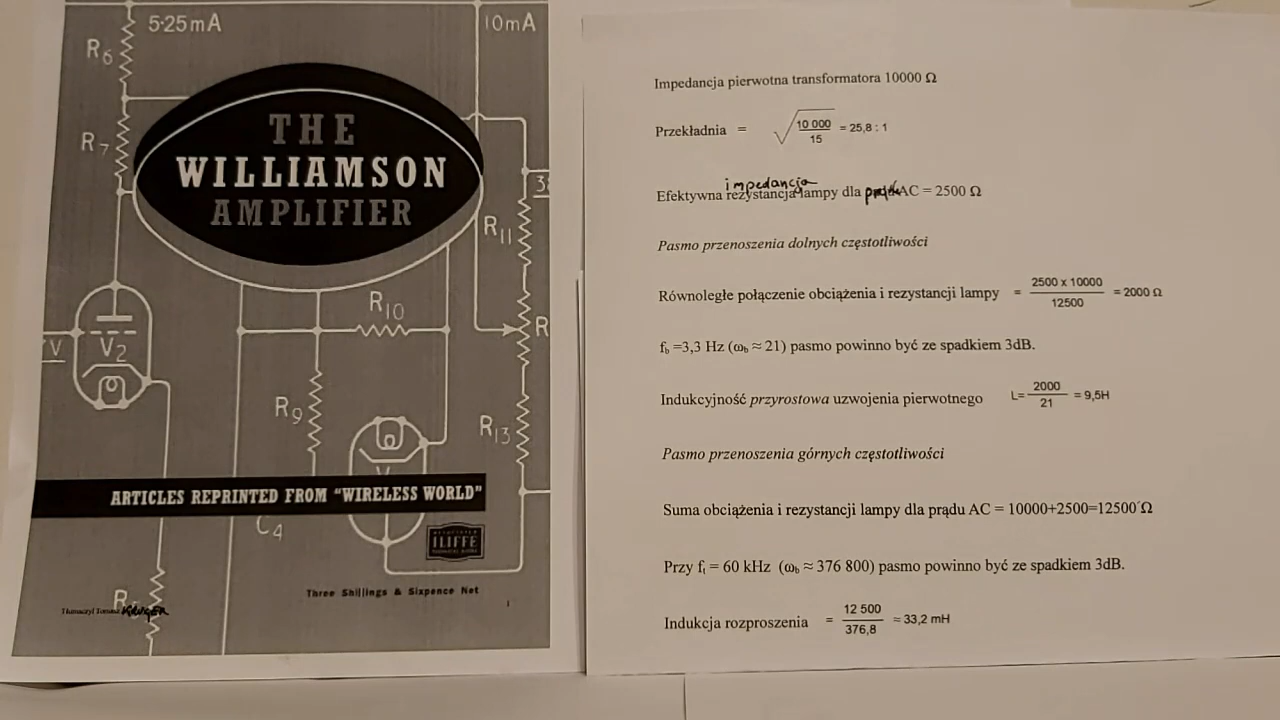 5·25mA
10mA
R6
THE
R7
WILLIAMSON
AMPLIFIER
R11
R10
R
V
V2
R9
R13
ARTICLES REPRINTED FROM "WIRELESS WORLD"
C4
ILIFFE
Three Shillings & Sixpence Net
R
Tłumaczył Tomasz KRUGER
1
Impedancja pierwotna transformatora 10000 Ω
Przekładnia = √(10 000 / 15) = 25,8 : 1
impedancja
Efektywna rezystancja lampy dla AC = 2500 Ω
Pasmo przenoszenia dolnych częstotliwości
Równoległe połączenie obciążenia i rezystancji lampy = 2500 x 10000 / 12500 = 2000 Ω
fb =3,3 Hz (ωb ≈ 21) pasmo powinno być ze spadkiem 3dB.
Indukcyjność przyrostowa uzwojenia pierwotnego L= 2000 / 21 = 9,5H
Pasmo przenoszenia górnych częstotliwości
Suma obciążenia i rezystancji lampy dla prądu AC = 10000+2500=12500 Ω
Przy ft = 60 kHz (ωb ≈ 376 800) pasmo powinno być ze spadkiem 3dB.
Indukcja rozproszenia = 12 500 / 376,8 ≈ 33,2 mH